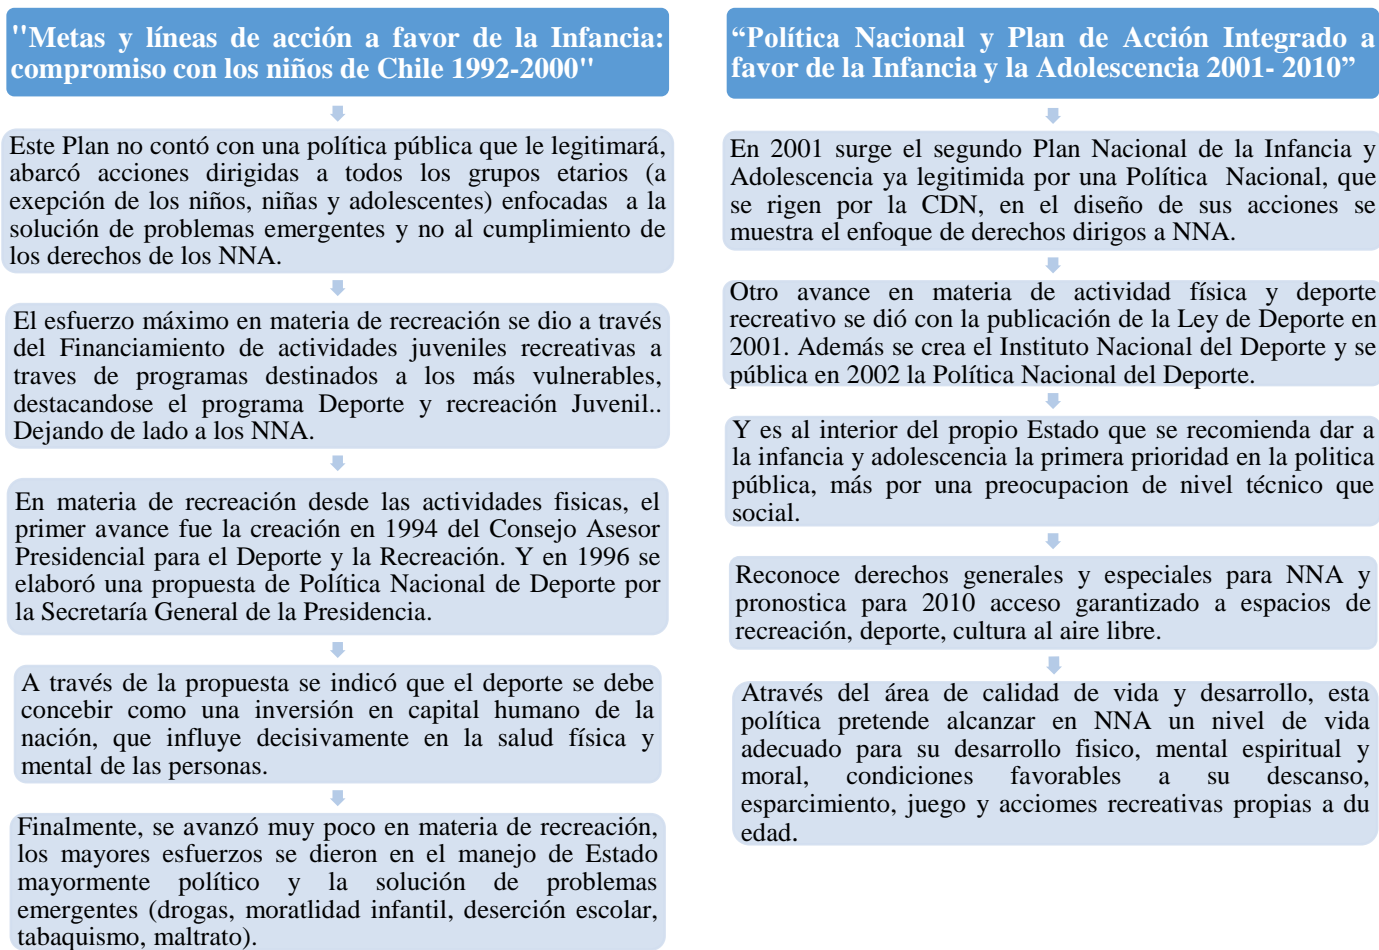 "Metas y líneas de acción a favor de la Infancia:
compromiso con los niños de Chile 1992-2000"
Este Plan no contó con una política pública que le legitimará,
abarcó acciones dirigidas a todos los grupos etarios (a
exepción de los niños, niñas y adolescentes) enfocadas a la
solución de problemas emergentes y no al cumplimiento de
los derechos de los NNA.
El esfuerzo máximo en materia de recreación se dio a través
del Financiamiento de actividades juveniles recreativas a
traves de programas destinados a los más vulnerables,
destacandose el programa Deporte y recreación Juvenil..
Dejando de lado a los NNA.
En materia de recreación desde las actividades fisicas, el
primer avance fue la creación en 1994 del Consejo Asesor
Presidencial para el Deporte y la Recreación. Y en 1996 se
elaboró una propuesta de Política Nacional de Deporte por
la Secretaría General de la Presidencia.
A través de la propuesta se indicó que el deporte se debe
concebir como una inversión en capital humano de la
nación, que influye decisivamente en la salud física y
mental de las personas.
Finalmente, se avanzó muy poco en materia de recreación,
los mayores esfuerzos se dieron en el manejo de Estado
mayormente político y la solución de problemas
emergentes (drogas, moratlidad infantil, deserción escolar,
tabaquismo, maltrato).
“Política Nacional y Plan de Acción Integrado a
favor de la Infancia y la Adolescencia 2001- 2010”
En 2001 surge el segundo Plan Nacional de la Infancia y
Adolescencia ya legitimida por una Política Nacional, que
se rigen por la CDN, en el diseño de sus acciones se
muestra el enfoque de derechos dirigos a NNA.
Otro avance en materia de actividad física y deporte
recreativo se dió con la publicación de la Ley de Deporte en
2001. Además se crea el Instituto Nacional del Deporte y se
pública en 2002 la Política Nacional del Deporte.
Y es al interior del propio Estado que se recomienda dar a
la infancia y adolescencia la primera prioridad en la politica
pública, más por una preocupacion de nivel técnico que
social.
Reconoce derechos generales y especiales para NNA y
pronostica para 2010 acceso garantizado a espacios de
recreación, deporte, cultura al aire libre.
Através del área de calidad de vida y desarrollo, esta
política pretende alcanzar en NNA un nivel de vida
adecuado para su desarrollo fisico, mental espiritual y
moral, condiciones favorables a su descanso,
esparcimiento, juego y acciomes recreativas propias a du
edad.